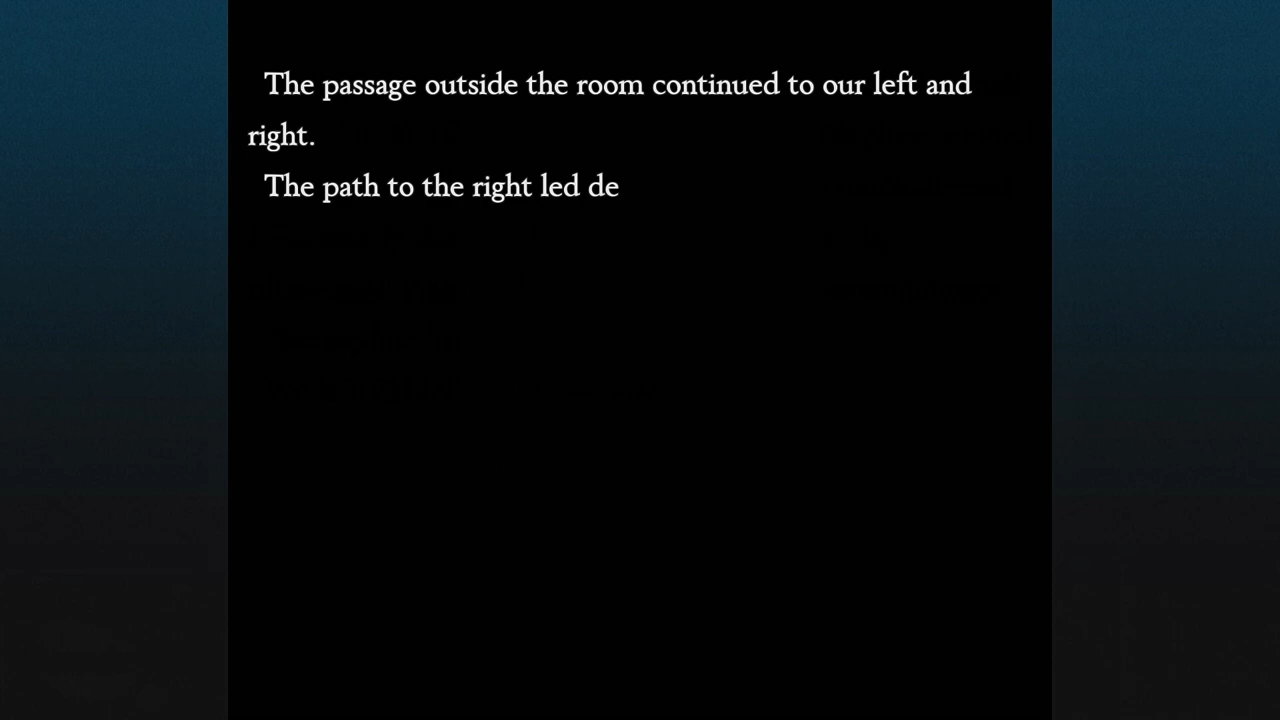 The passage outside the room continued to our left and
right.
The path to the right led de